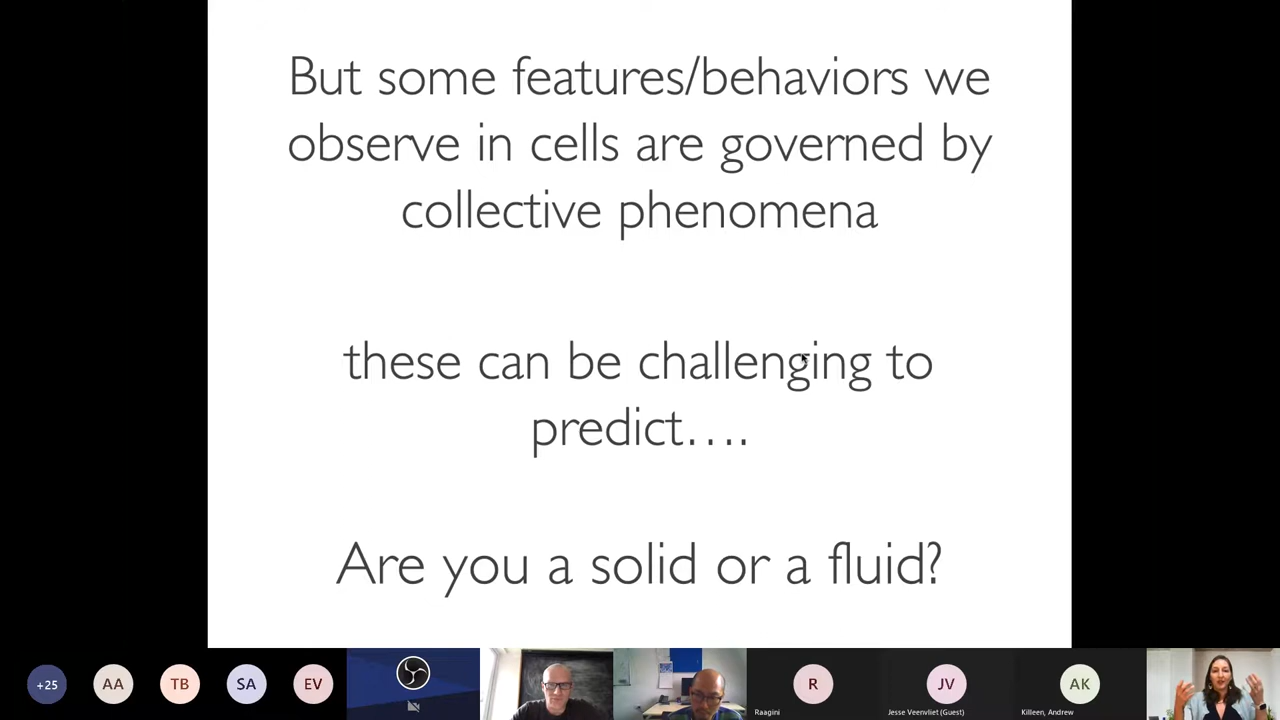 But some features/behaviors we
observe in cells are governed by
collective phenomena
these can be challenging to
predict....
Are you a solid or a fluid?
+25
AA
TB
SA
EV
R
JV
AK
Raagini
Jesse Veenvliet (Guest)
Killeen, Andrew